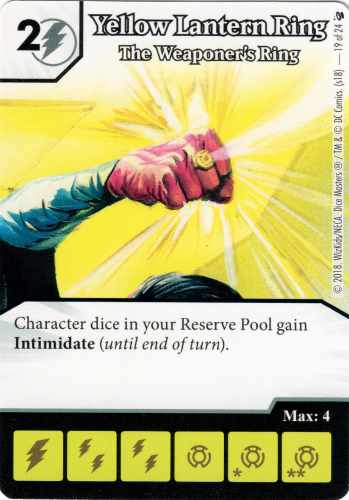 2
Yellow Lantern Ring
The Weaponer's Ring
© 2018 WizKids/NECA. Dice Masters ® / TM & © DC Comics. (s18) — 19 of 24
Character dice in your Reserve Pool gain
Intimidate (until end of turn).
Max: 4
*
**